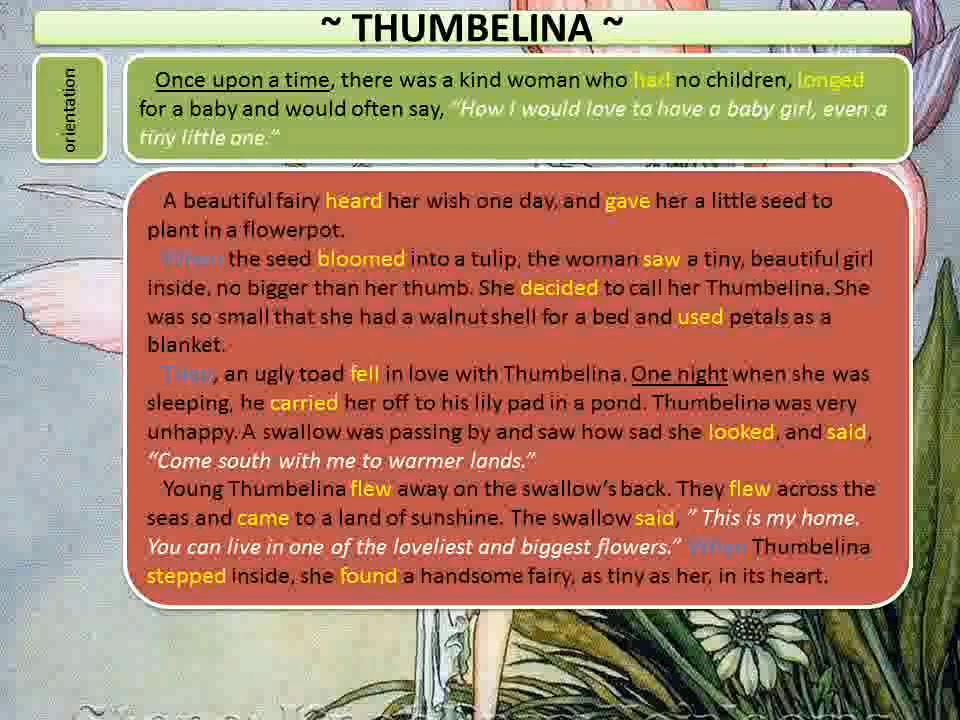 ~ THUMBELINA ~
orientation
Once upon a time, there was a kind woman who had no children, longed
for a baby and would often say, “How I would love to have a baby girl, even a
tiny little one.”
A beautiful fairy heard her wish one day, and gave her a little seed to
plant in a flowerpot.
When the seed bloomed into a tulip, the woman saw a tiny, beautiful girl
inside, no bigger than her thumb. She decided to call her Thumbelina. She
was so small that she had a walnut shell for a bed and used petals as a
blanket.
Then, an ugly toad fell in love with Thumbelina. One night when she was
sleeping, he carried her off to his lily pad in a pond. Thumbelina was very
unhappy. A swallow was passing by and saw how sad she looked, and said,
“Come south with me to warmer lands.”
Young Thumbelina flew away on the swallow’s back. They flew across the
seas and came to a land of sunshine. The swallow said, ” This is my home.
You can live in one of the loveliest and biggest flowers.” When Thumbelina
stepped inside, she found a handsome fairy, as tiny as her, in its heart.